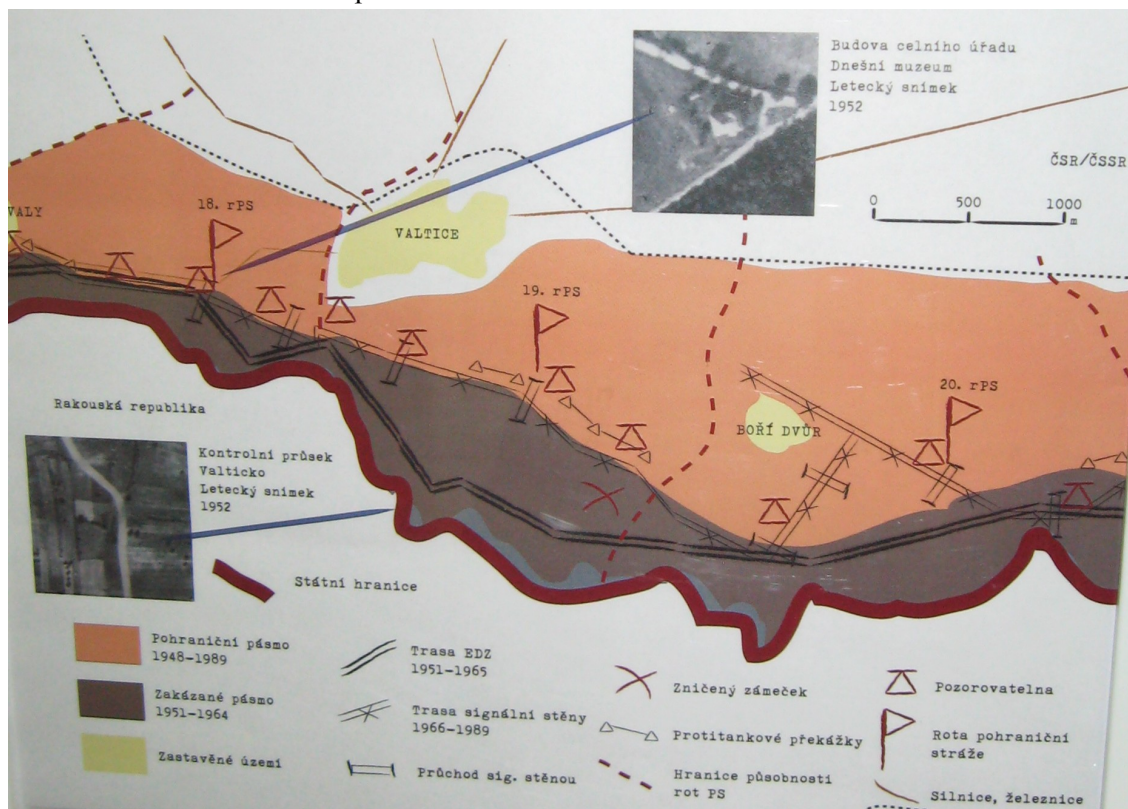 Budova celního úřadu
Dnešní muzeum
Letecký snímek
1952
ČSR/ČSSR
0 500 1000
m
VALY
18. rPS
VALTICE
19. rPS
20. rPS
BOŘÍ DVŮR
Rakouská republika
Kontrolní průsek
Valticko
Letecký snímek
1952
Státní hranice
Pohraniční pásmo
1948-1989
Zakázané pásmo
1951-1964
Zastavěné území
Trasa EDZ
1951-1965
Trasa signální stěny
1966-1989
Průchod sig. stěnou
Zničený zámeček
Protitankové překážky
Hranice působnosti
rot PS
Pozorovatelna
Rota pohraniční
stráže
Silnice, železnice